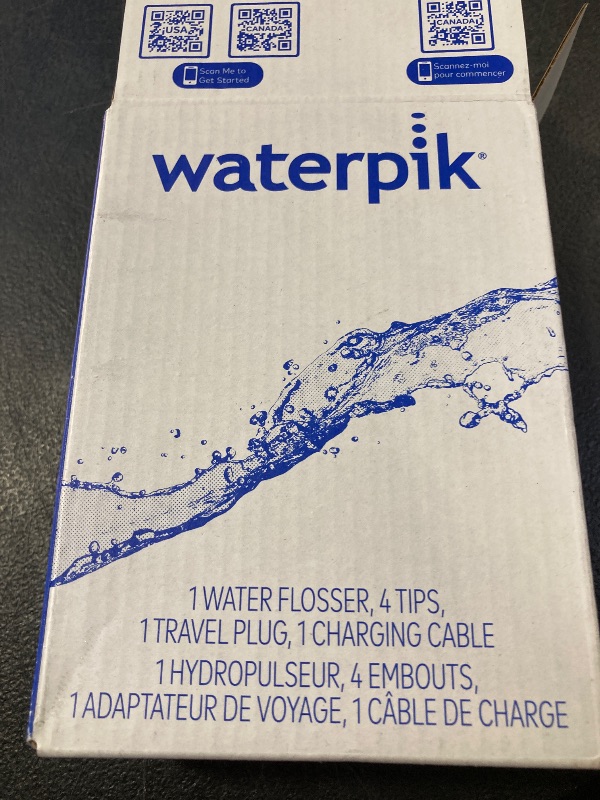 USA
CANADA
CANADA
Scan Me to
Get Started
Scannez-moi
pour commencer
waterpik®
1 WATER FLOSSER, 4 TIPS,
1 TRAVEL PLUG, 1 CHARGING CABLE
1 HYDROPULSEUR, 4 EMBOUTS,
1 ADAPTATEUR DE VOYAGE, 1 CÂBLE DE CHARGE